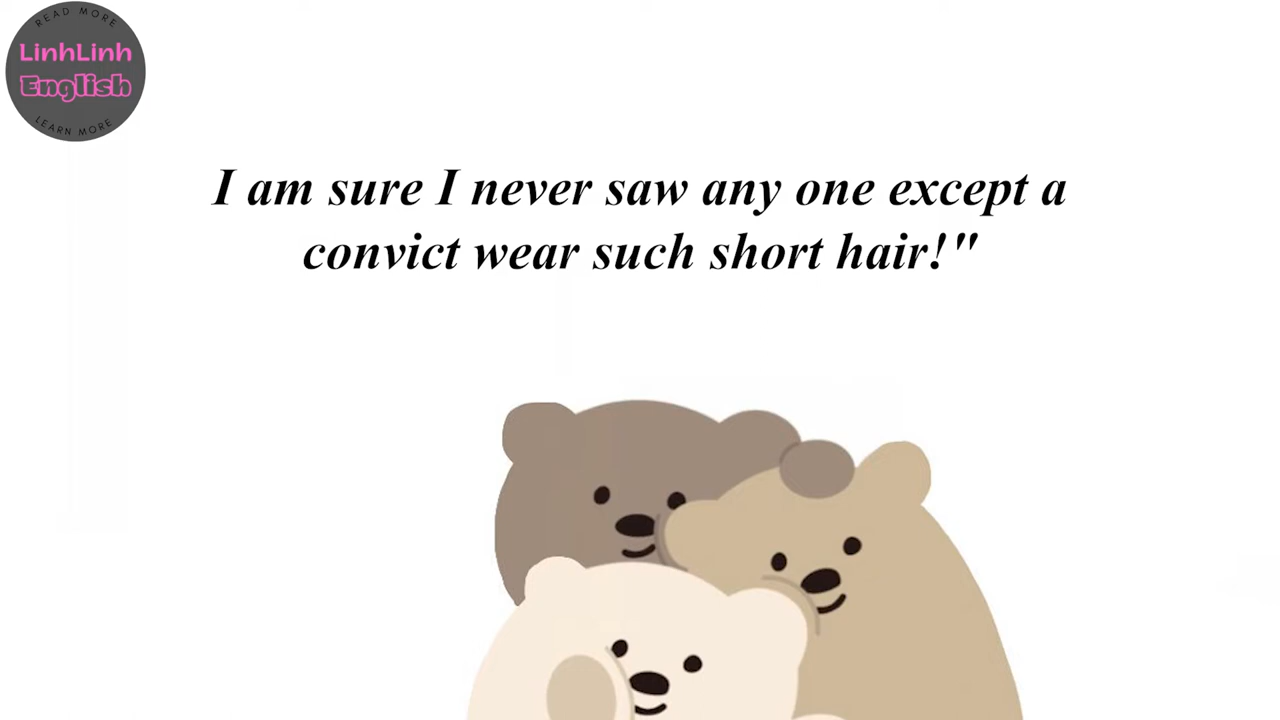 READ MORE
LinhLinh
English
LEARN MORE
I am sure I never saw any one except a
convict wear such short hair!"